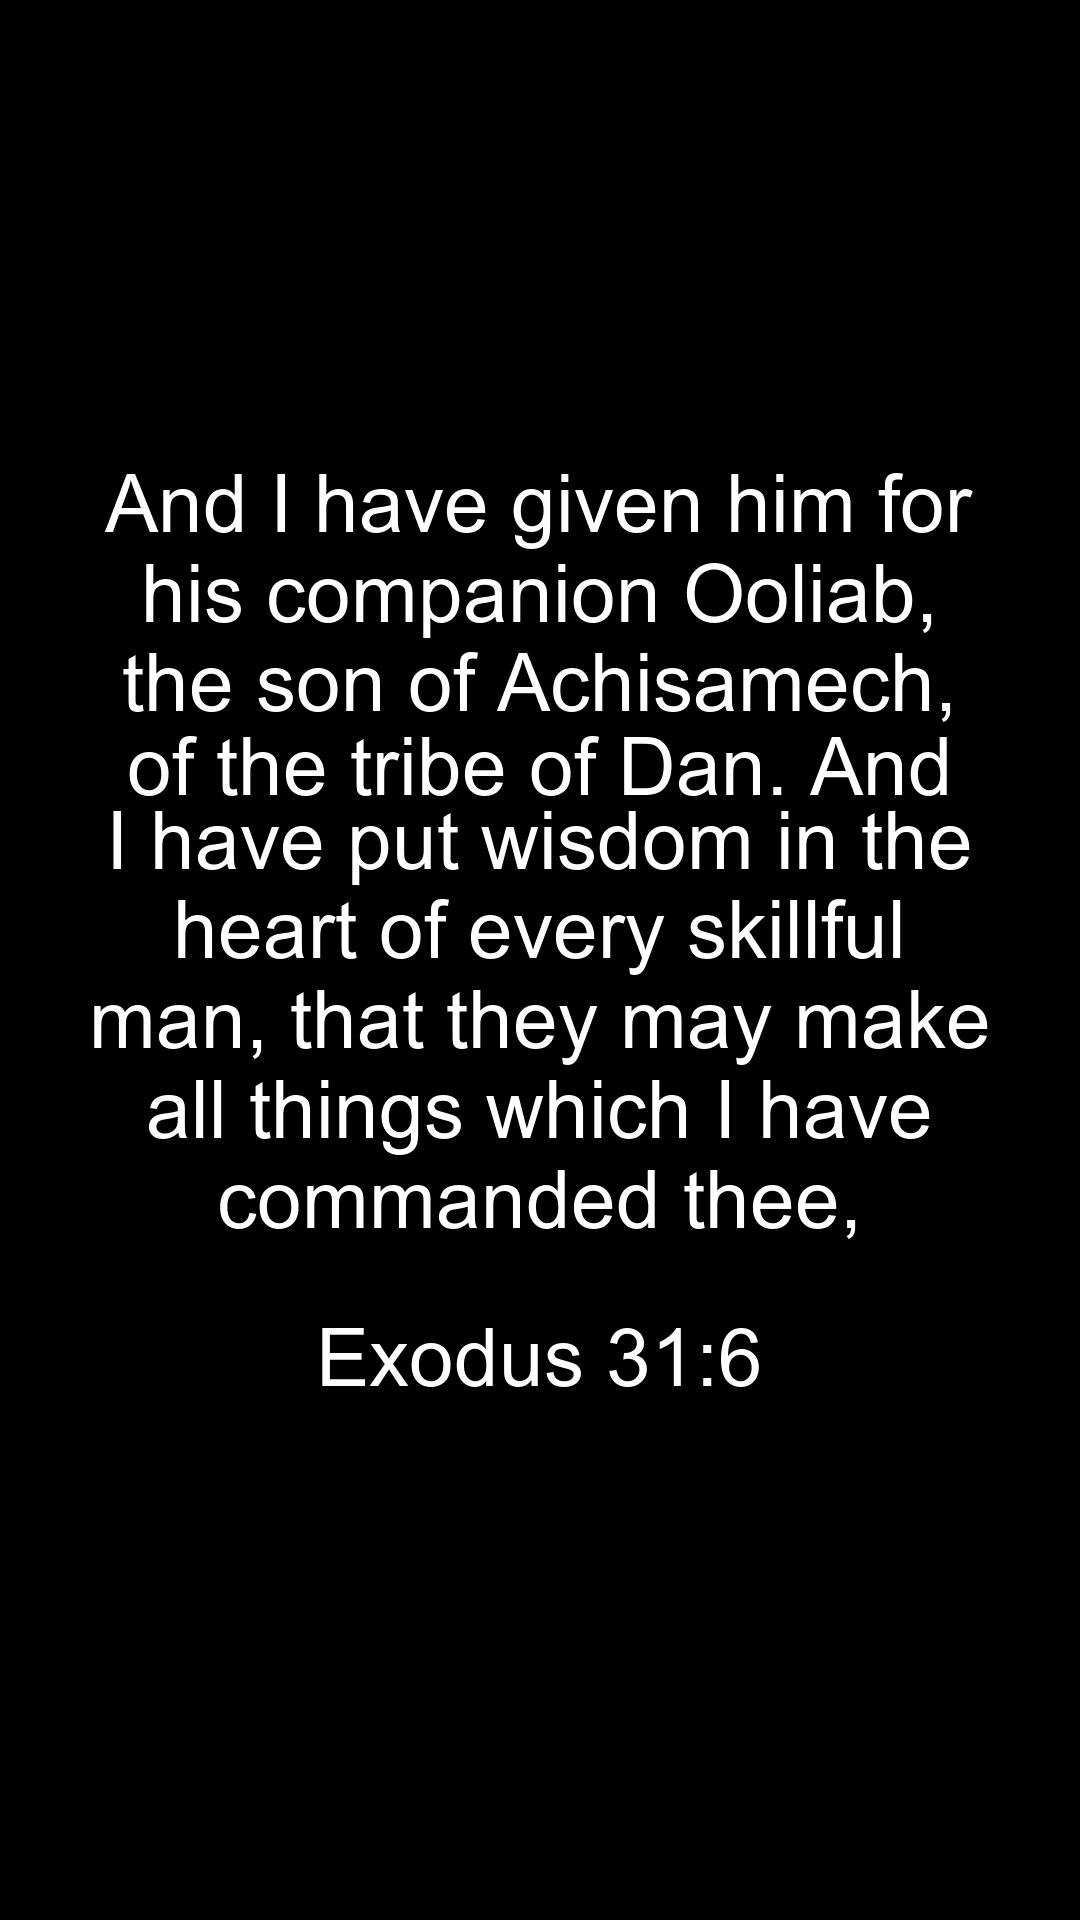 And I have given him for
his companion Ooliab,
the son of Achisamech,
of the tribe of Dan. And
I have put wisdom in the
heart of every skillful
man, that they may make
all things which I have
commanded thee,
Exodus 31:6